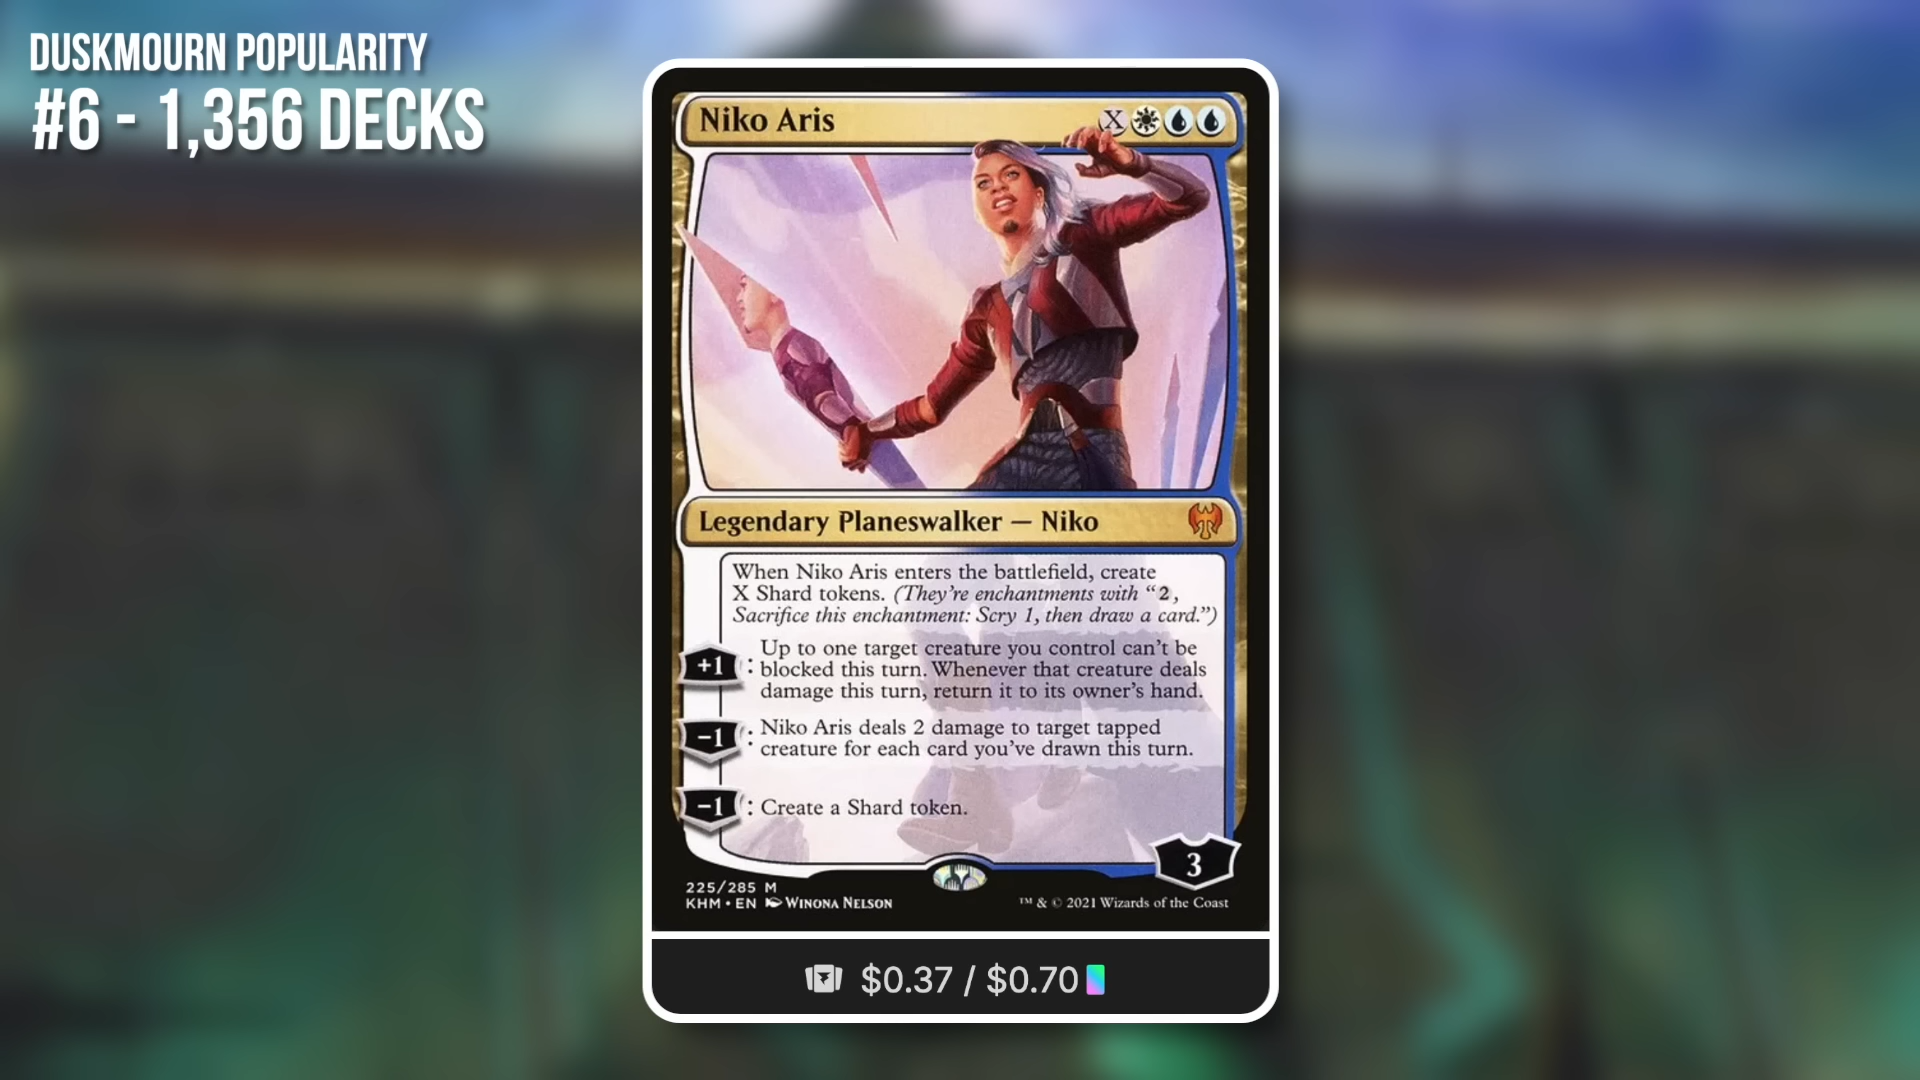 DUSKMOURN POPULARITY
#6 - 1,356 DECKS
Niko Aris
X
Legendary Planeswalker — Niko
When Niko Aris enters the battlefield, create
X Shard tokens. (They're enchantments with “2,
Sacrifice this enchantment: Scry 1, then draw a card.”)
+1 : Up to one target creature you control can't be
blocked this turn. Whenever that creature deals
damage this turn, return it to its owner's hand.
−1 : Niko Aris deals 2 damage to target tapped
creature for each card you've drawn this turn.
−1 : Create a Shard token.
3
225/285 M
KHM • EN Winona Nelson
™ & © 2021 Wizards of the Coast
$0.37 / $0.70